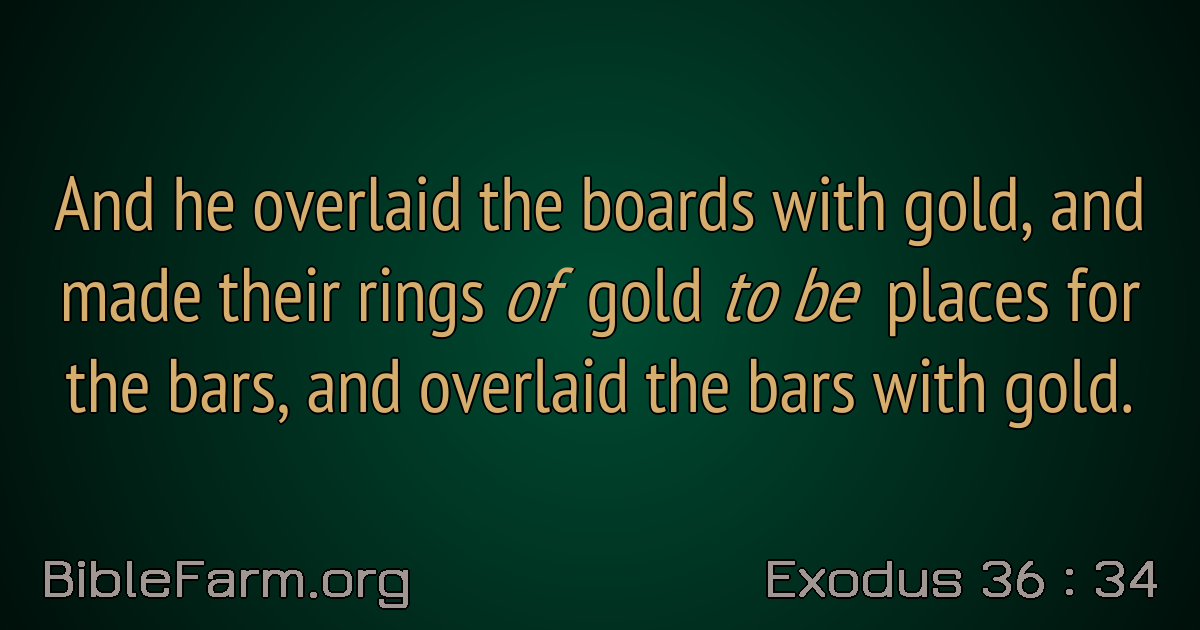 And he overlaid the boards with gold, and
made their rings of gold to be places for
the bars, and overlaid the bars with gold.
BibleFarm.org
Exodus 36 : 34